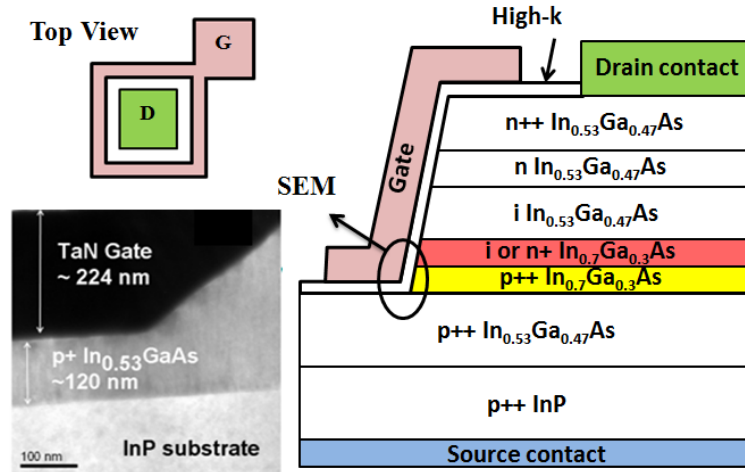 Top View
G
D
High-k
Drain contact
n++ In₀.₅₃Ga₀.₄₇As
n In₀.₅₃Ga₀.₄₇As
i In₀.₅₃Ga₀.₄₇As
i or n+ In₀.₇Ga₀.₃As
p++ In₀.₇Ga₀.₃As
p++ In₀.₅₃Ga₀.₄₇As
p++ InP
Source contact
Gate
SEM
TaN Gate
~ 224 nm
p+ In₀.₅₃GaAs
~120 nm
100 nm
InP substrate